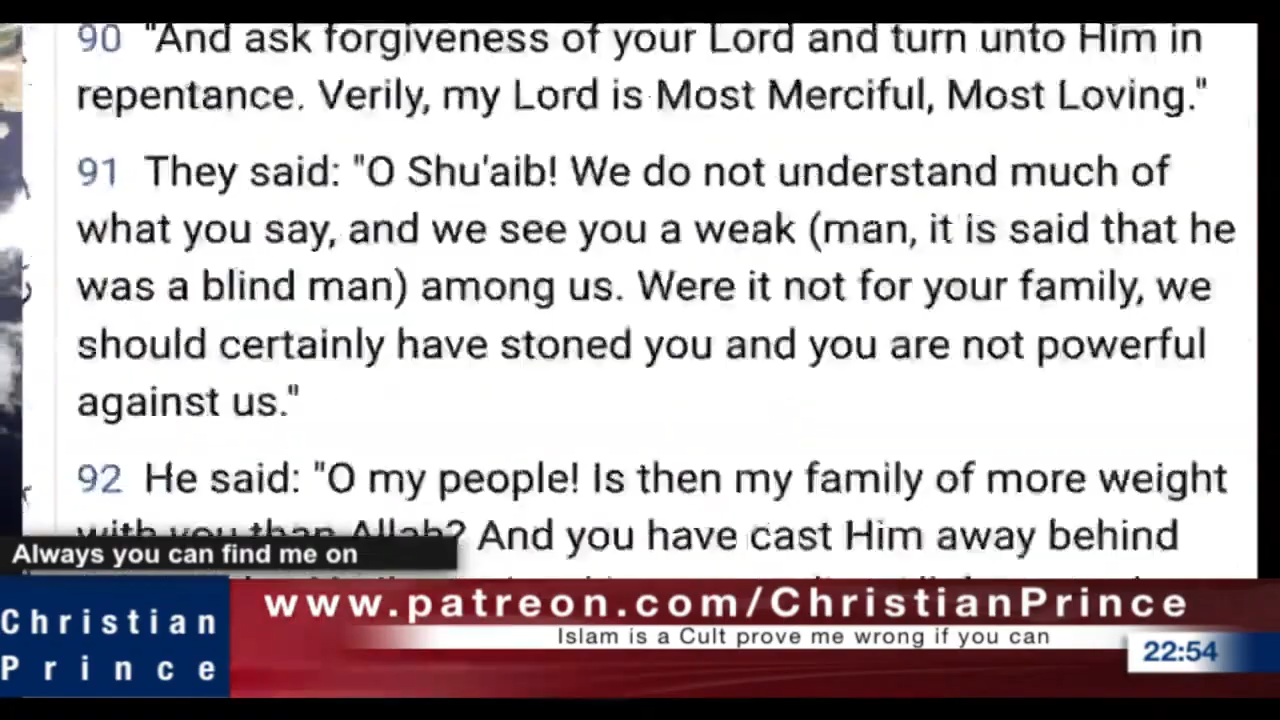 90 "And ask forgiveness of your Lord and turn unto Him in
repentance. Verily, my Lord is Most Merciful, Most Loving."
91 They said: "O Shu'aib! We do not understand much of
what you say, and we see you a weak (man, it is said that he
was a blind man) among us. Were it not for your family, we
should certainly have stoned you and you are not powerful
against us."
92 He said: "O my people! Is then my family of more weight
with you than Allah? And you have cast Him away behind
Always you can find me on
Christian
Prince
www.patreon.com/ChristianPrince
Islam is a Cult prove me wrong if you can
22:54